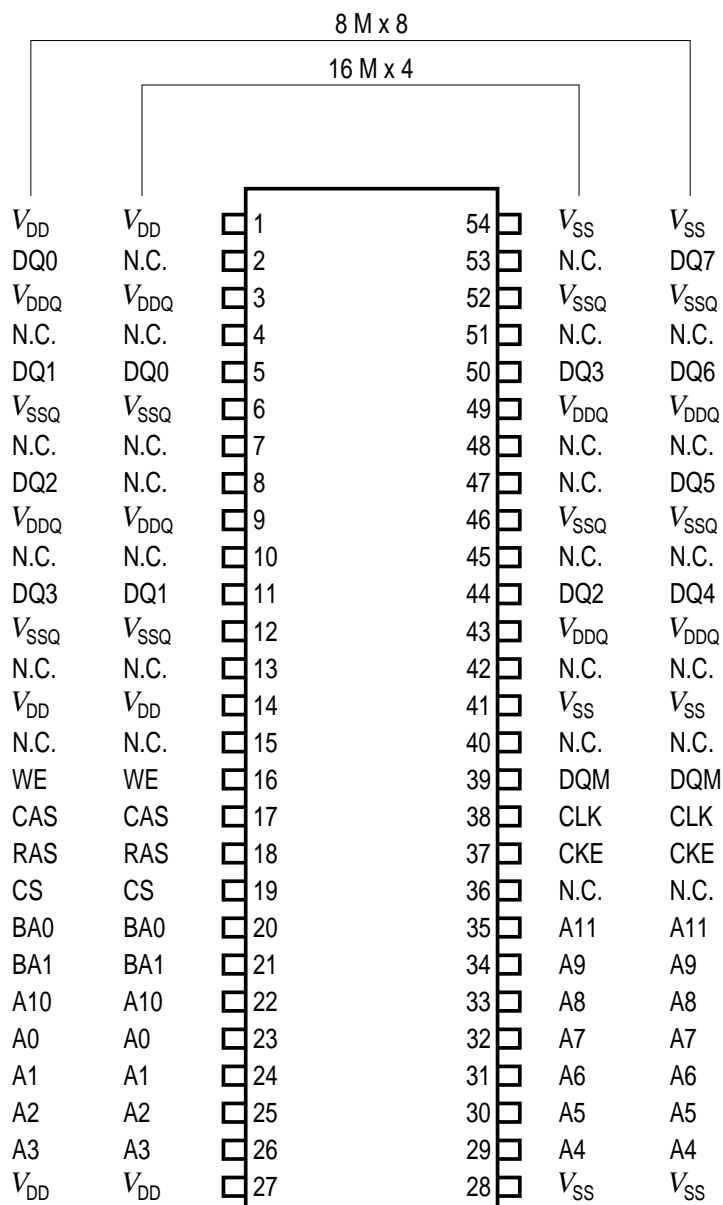 8 M x 8
16 M x 4
VDD VDD 1 54 VSS VSS
DQ0 N.C. 2 53 N.C. DQ7
VDDQ VDDQ 3 52 VSSQ VSSQ
N.C. N.C. 4 51 N.C. N.C.
DQ1 DQ0 5 50 DQ3 DQ6
VSSQ VSSQ 6 49 VDDQ VDDQ
N.C. N.C. 7 48 N.C. N.C.
DQ2 N.C. 8 47 N.C. DQ5
VDDQ VDDQ 9 46 VSSQ VSSQ
N.C. N.C. 10 45 N.C. N.C.
DQ3 DQ1 11 44 DQ2 DQ4
VSSQ VSSQ 12 43 VDDQ VDDQ
N.C. N.C. 13 42 N.C. N.C.
VDD VDD 14 41 VSS VSS
N.C. N.C. 15 40 N.C. N.C.
WE WE 16 39 DQM DQM
CAS CAS 17 38 CLK CLK
RAS RAS 18 37 CKE CKE
CS CS 19 36 N.C. N.C.
BA0 BA0 20 35 A11 A11
BA1 BA1 21 34 A9 A9
A10 A10 22 33 A8 A8
A0 A0 23 32 A7 A7
A1 A1 24 31 A6 A6
A2 A2 25 30 A5 A5
A3 A3 26 29 A4 A4
VDD VDD 27 28 VSS VSS